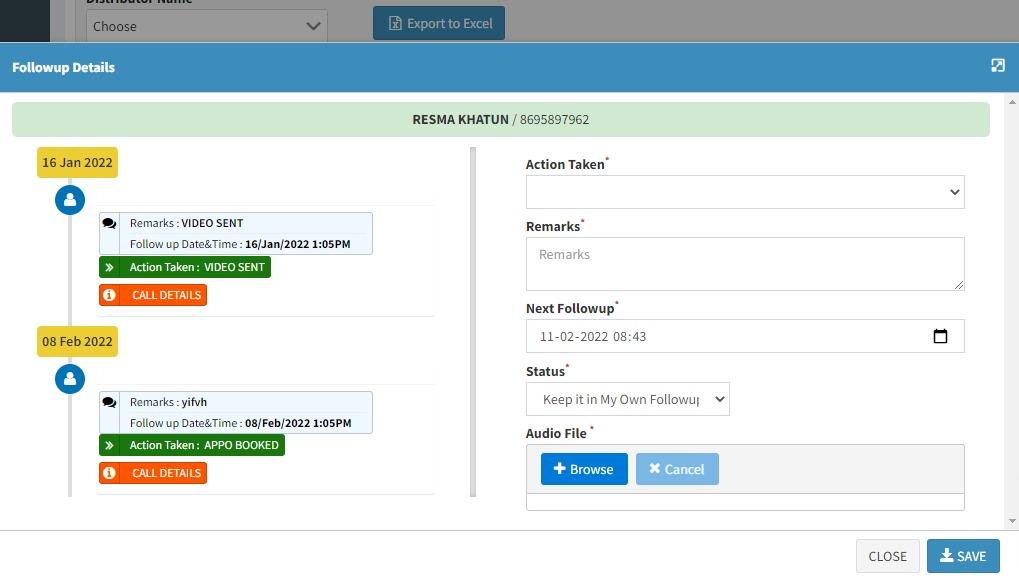 Distributor Name
Choose
Export to Excel
Followup Details
RESMA KHATUN / 8695897962
16 Jan 2022
Remarks : VIDEO SENT
Follow up Date&Time : 16/Jan/2022 1:05PM
Action Taken : VIDEO SENT
CALL DETAILS
08 Feb 2022
Remarks : yifvh
Follow up Date&Time : 08/Feb/2022 1:05PM
Action Taken : APPO BOOKED
CALL DETAILS
Action Taken*
Remarks*
Remarks
Next Followup*
11-02-2022 08:43
Status*
Keep it in My Own Followup
Audio File *
Browse
Cancel
CLOSE
SAVE